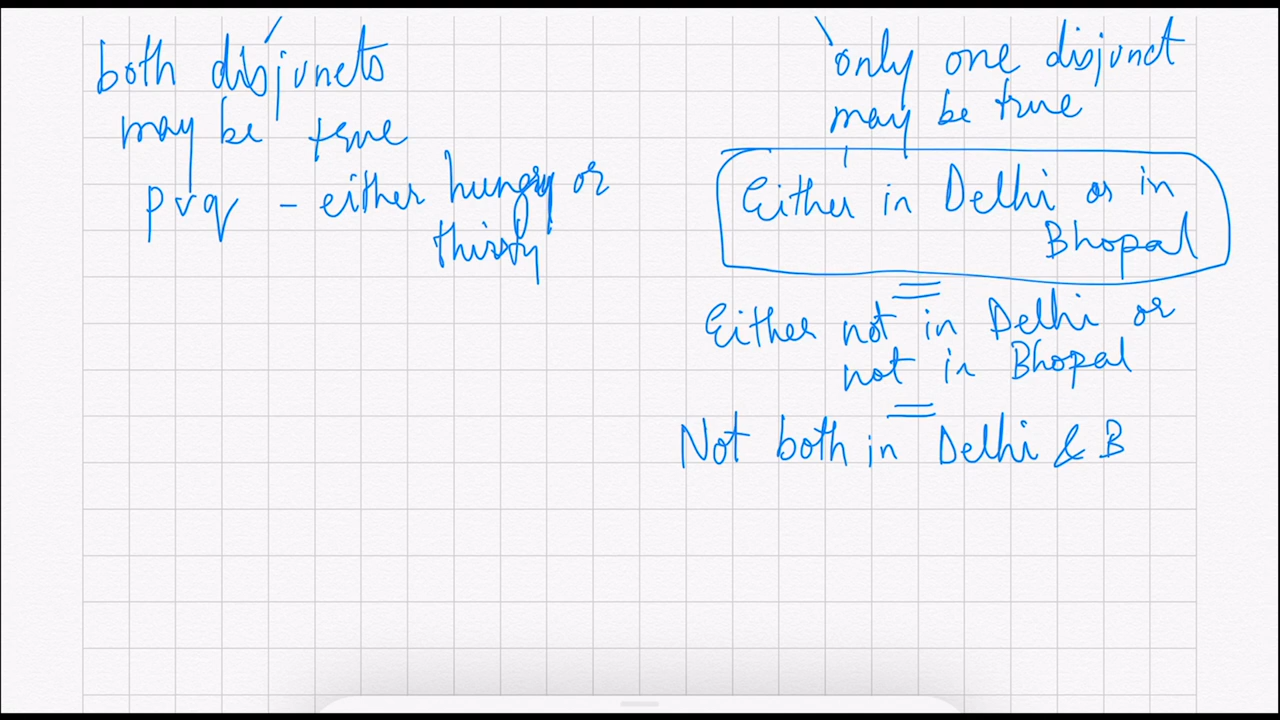 both disjuncts
may be true
p v q - either hungry or
thirsty
only one disjunct
may be true
Either in Delhi or in
Bhopal
=
Either not in Delhi or
not in Bhopal
=
Not both in Delhi & B